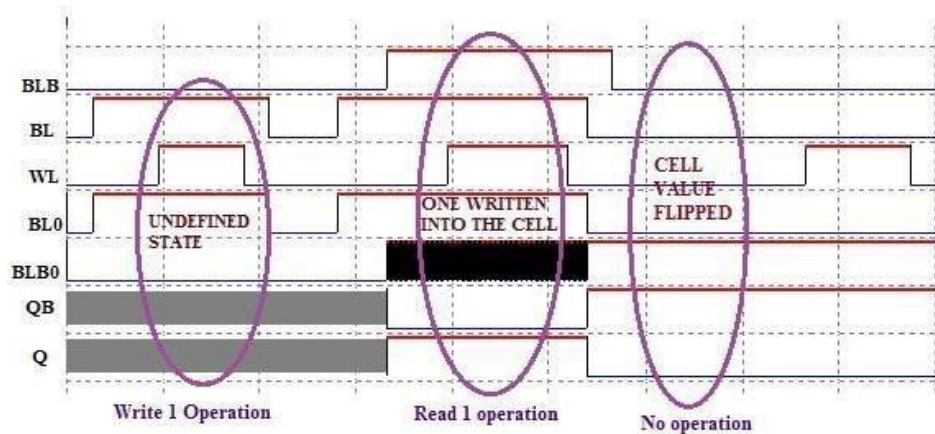 BLB
BL
WL
BL0
BLB0
QB
Q
UNDEFINED
STATE
ONE WRITTEN
INTO THE CELL
CELL
VALUE
FLIPPED
Write 1 Operation
Read 1 operation
No operation